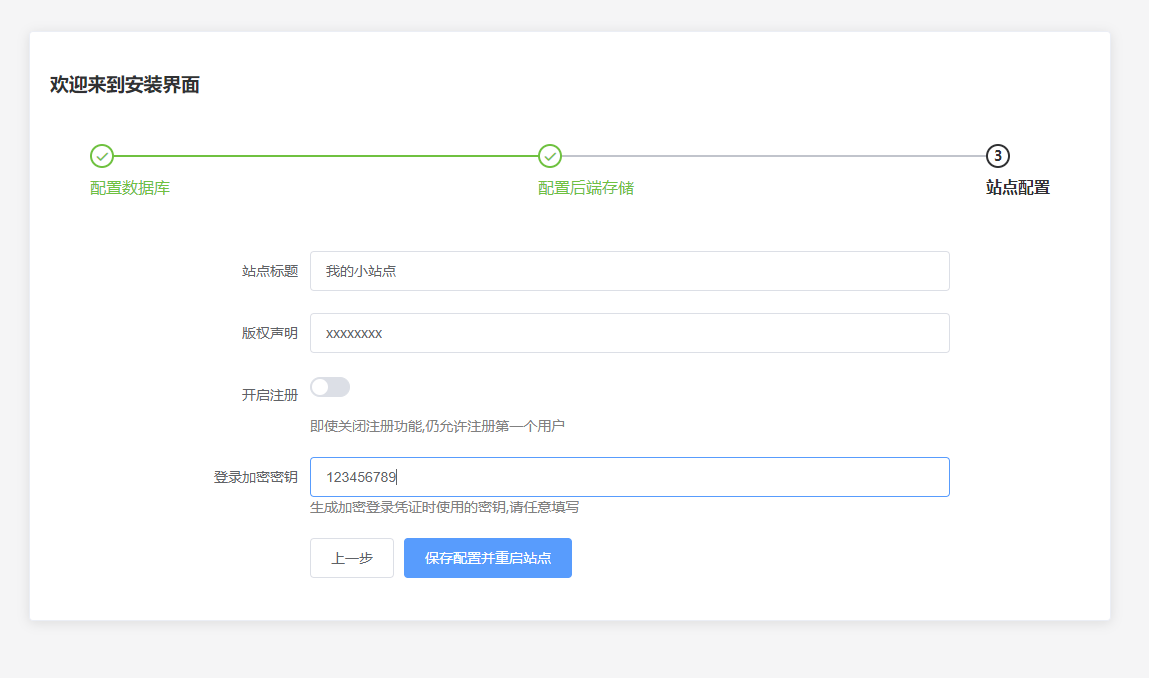 欢迎来到安装界面
3
配置数据库
配置后端存储
站点配置
站点标题 我的小站点
版权声明 xxxxxxxx
开启注册
即使关闭注册功能,仍允许注册第一个用户
登录加密密钥 123456789
生成加密登录凭证时使用的密钥,请任意填写
上一步 保存配置并重启站点